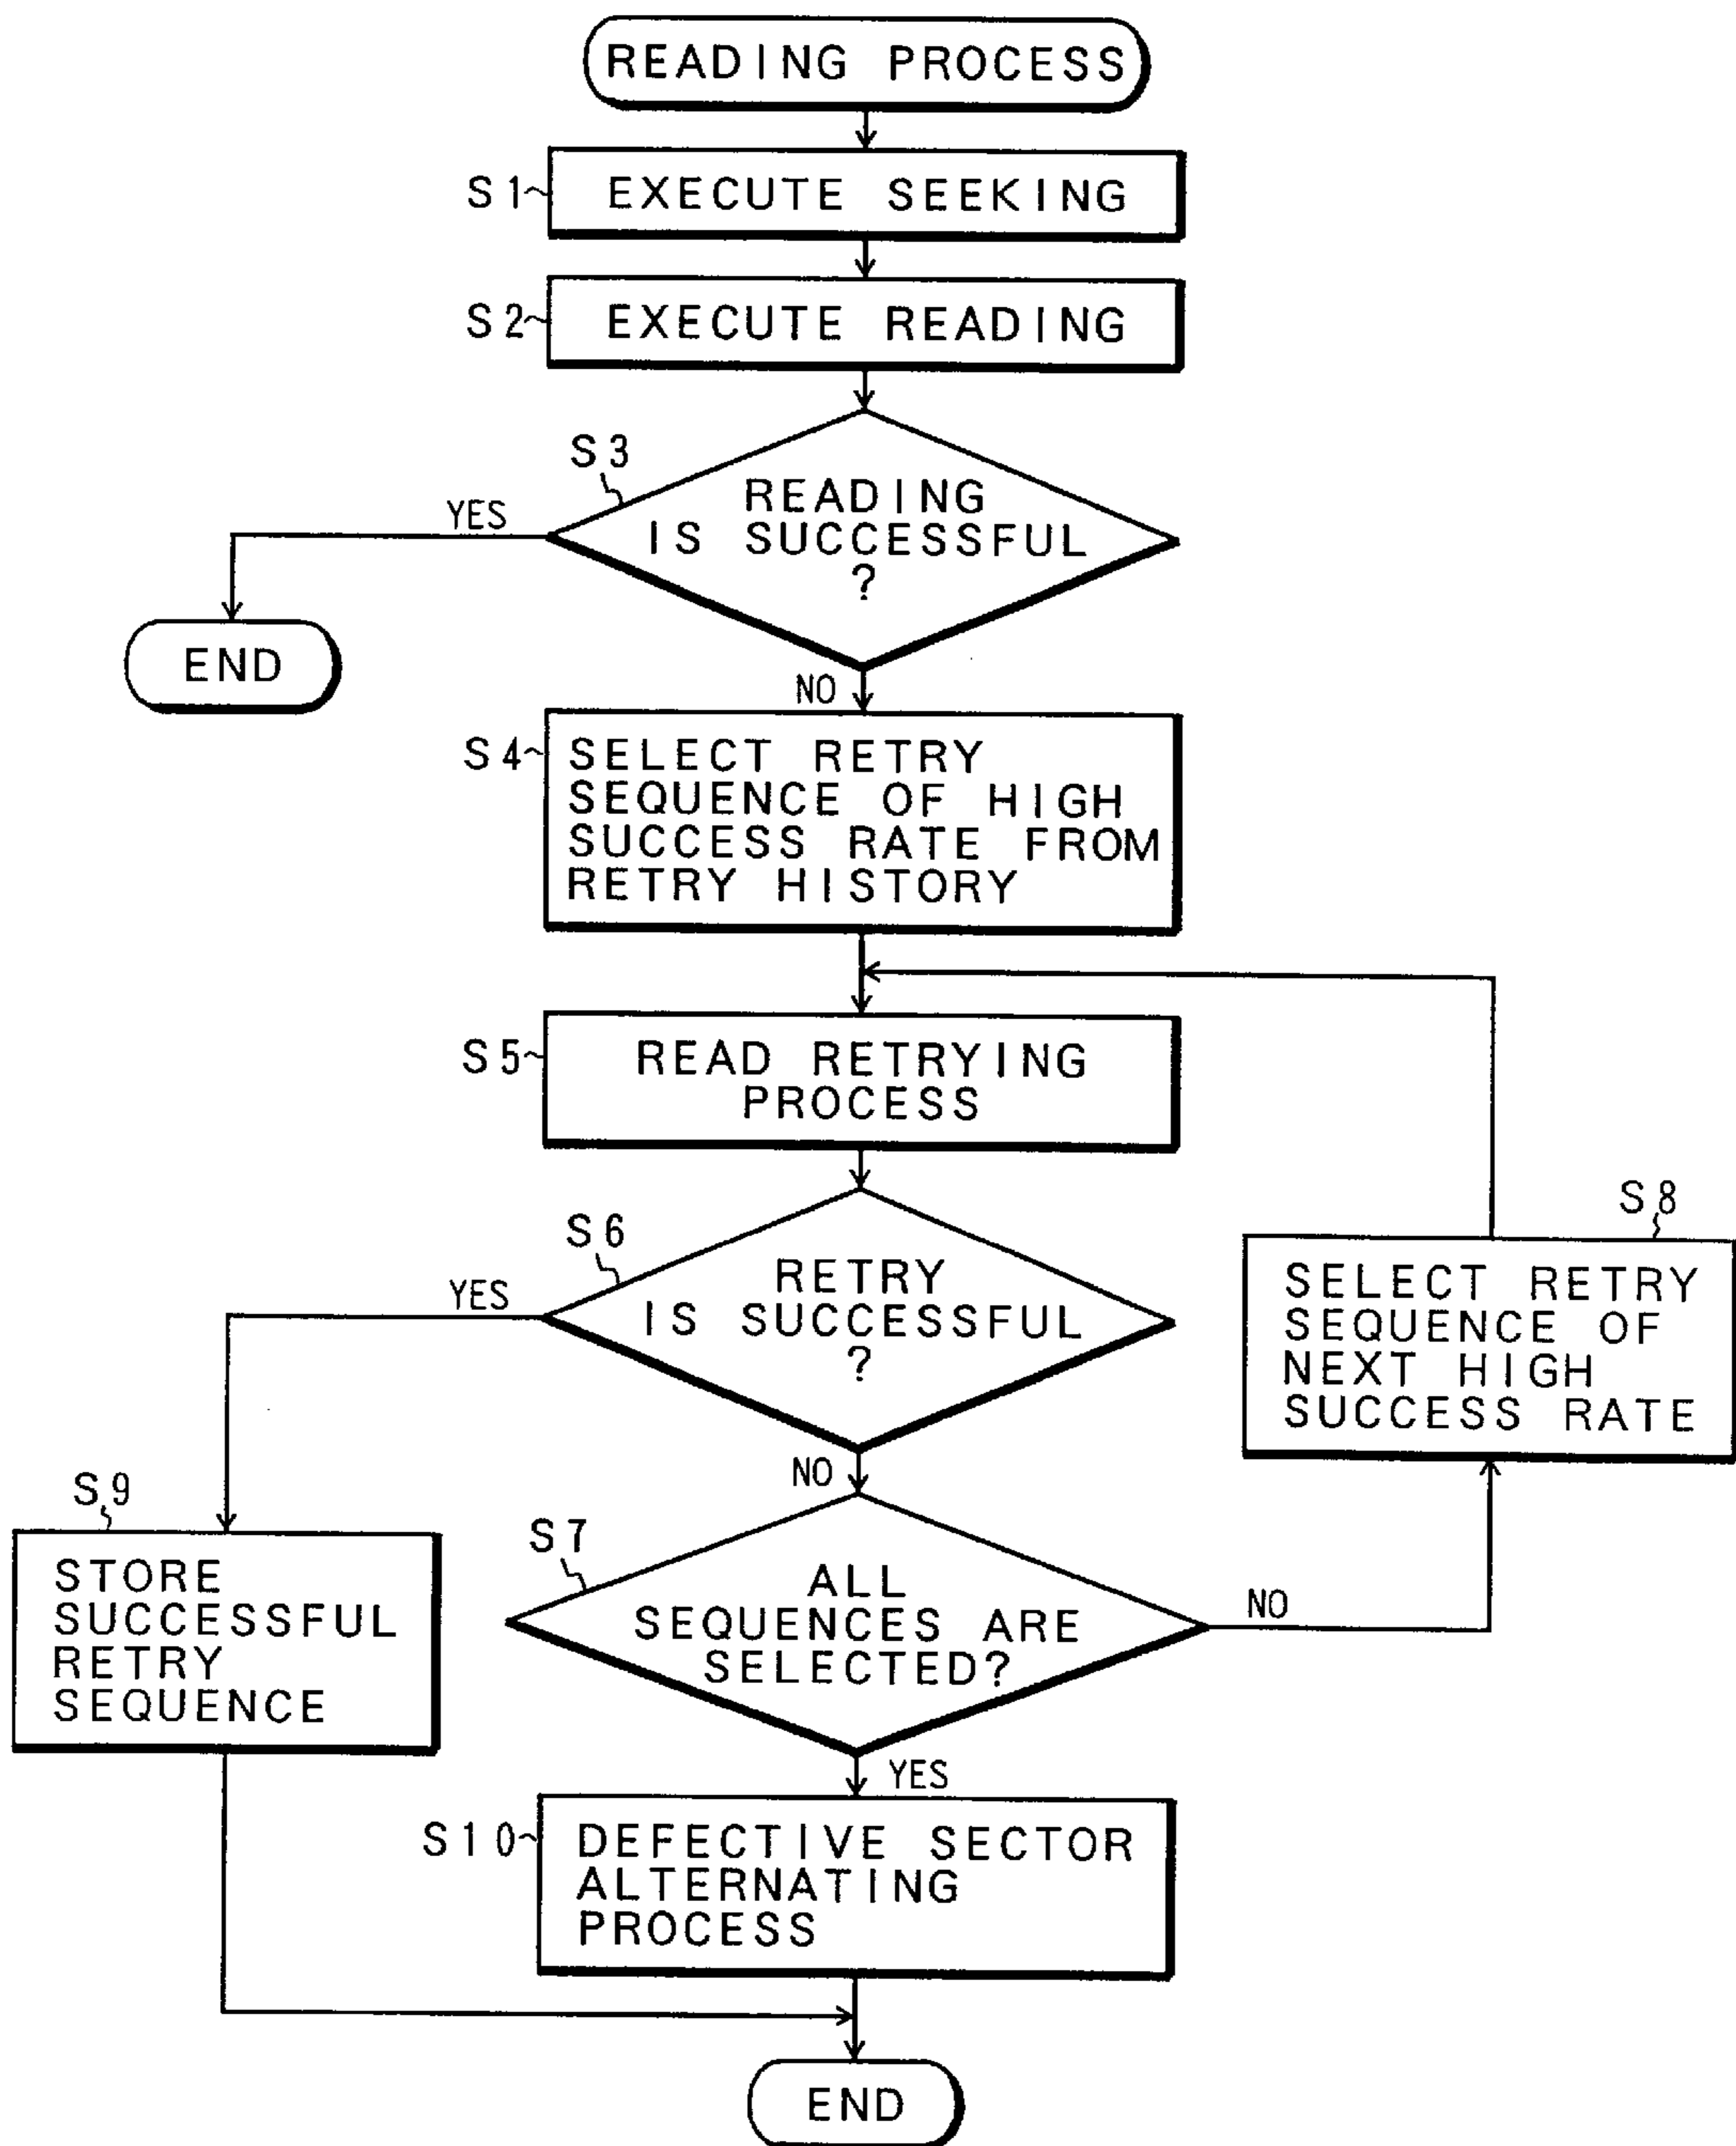 READING PROCESS
S1
EXECUTE SEEKING
S2
EXECUTE READING
S3
READING
IS SUCCESSFUL
?
YES
END
NO
S4
SELECT RETRY
SEQUENCE OF HIGH
SUCCESS RATE FROM
RETRY HISTORY
S5
READ RETRYING
PROCESS
S6
RETRY
IS SUCCESSFUL
?
YES
NO
S8
SELECT RETRY
SEQUENCE OF
NEXT HIGH
SUCCESS RATE
S9
STORE
SUCCESSFUL
RETRY
SEQUENCE
S7
ALL
SEQUENCES ARE
SELECTED?
NO
YES
S10
DEFECTIVE SECTOR
ALTERNATING
PROCESS
END